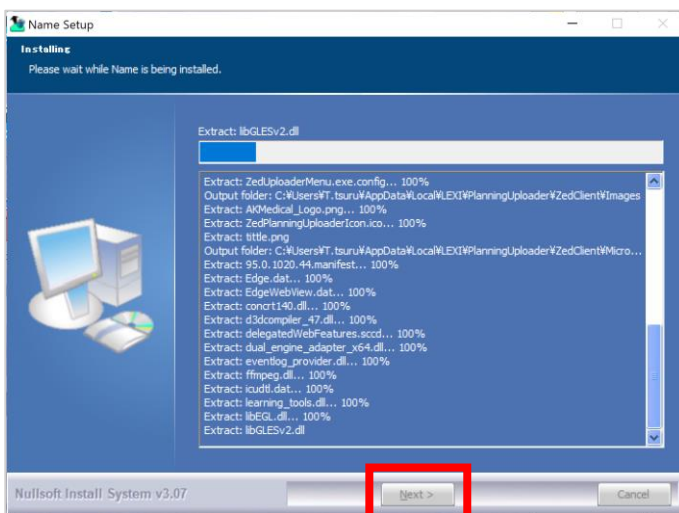 Name Setup
Installing
Please wait while Name is being installed.
Extract: libGLESv2.dll
Extract: ZedUploaderMenu.exe.config... 100%
Output folder: C:¥Users¥T.tsuru¥AppData¥Local¥LEXI¥PlanningUploader¥ZedClient¥Images
Extract: AKMedical_Logo.png... 100%
Extract: ZedPlanningUploaderIcon.ico... 100%
Extract: tittle.png
Output folder: C:¥Users¥T.tsuru¥AppData¥Local¥LEXI¥PlanningUploader¥ZedClient¥Micro...
Extract: 95.0.1020.44.manifest... 100%
Extract: Edge.dat... 100%
Extract: EdgeWebView.dat... 100%
Extract: concrt140.dll... 100%
Extract: d3dcompiler_47.dll... 100%
Extract: delegatedWebFeatures.sccd... 100%
Extract: dual_engine_adapter_x64.dll... 100%
Extract: eventlog_provider.dll... 100%
Extract: ffmpeg.dll... 100%
Extract: icudtl.dat... 100%
Extract: learning_tools.dll... 100%
Extract: libEGL.dll... 100%
Extract: libGLESv2.dll
Nullsoft Install System v3.07
Next >
Cancel